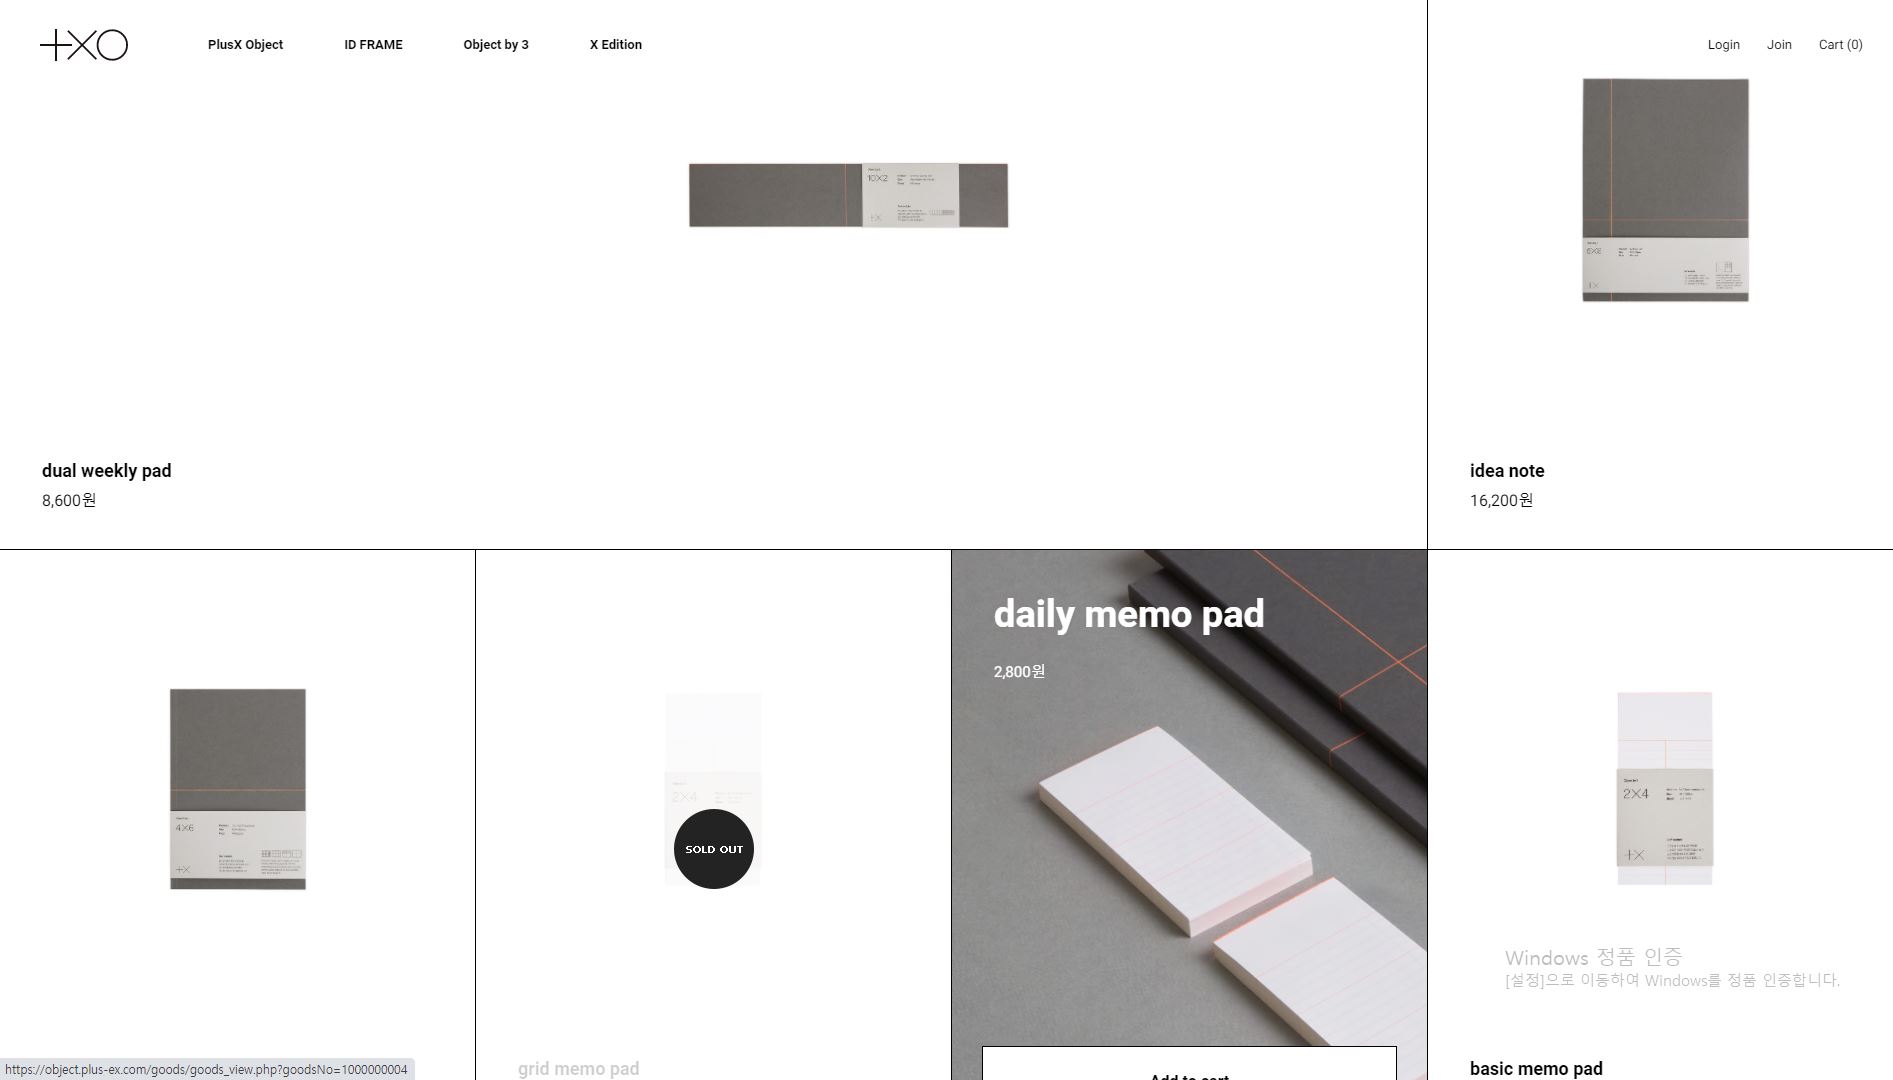 +XO
PlusX Object
ID FRAME
Object by 3
X Edition
Login
Join
Cart (0)
10X2
6X8
dual weekly pad
8,600원
idea note
16,200원
daily memo pad
2,800원
4X6
+X
2X4
SOLD OUT
2X4
+X
Windows 정품 인증
[설정]으로 이동하여 Windows를 정품 인증합니다.
grid memo pad
Add to cart
basic memo pad
https://object.plus-ex.com/goods/goods_view.php?goodsNo=1000000004